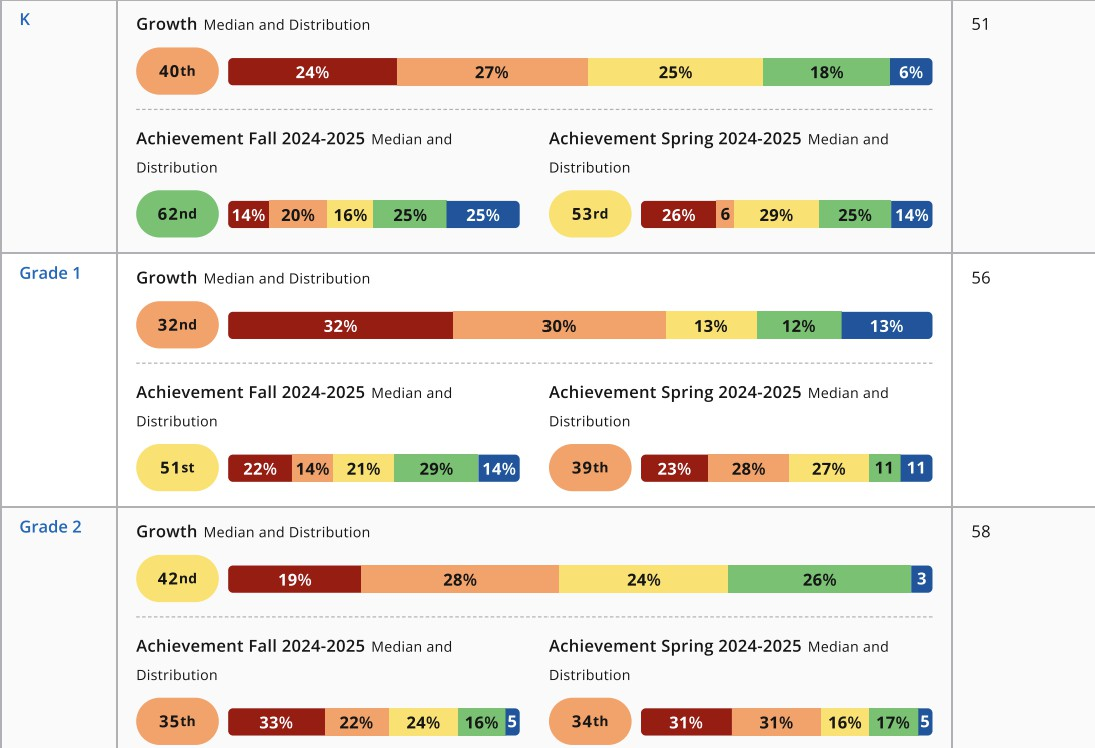 K
Growth Median and Distribution
51
40th 24% 27% 25% 18% 6%
Achievement Fall 2024-2025 Median and
Distribution
Achievement Spring 2024-2025 Median and
Distribution
62nd 14% 20% 16% 25% 25%
53rd 26% 6 29% 25% 14%
Grade 1
Growth Median and Distribution
56
32nd 32% 30% 13% 12% 13%
Achievement Fall 2024-2025 Median and
Distribution
Achievement Spring 2024-2025 Median and
Distribution
51st 22% 14% 21% 29% 14%
39th 23% 28% 27% 11 11
Grade 2
Growth Median and Distribution
58
42nd 19% 28% 24% 26% 3
Achievement Fall 2024-2025 Median and
Distribution
Achievement Spring 2024-2025 Median and
Distribution
35th 33% 22% 24% 16% 5
34th 31% 31% 16% 17% 5